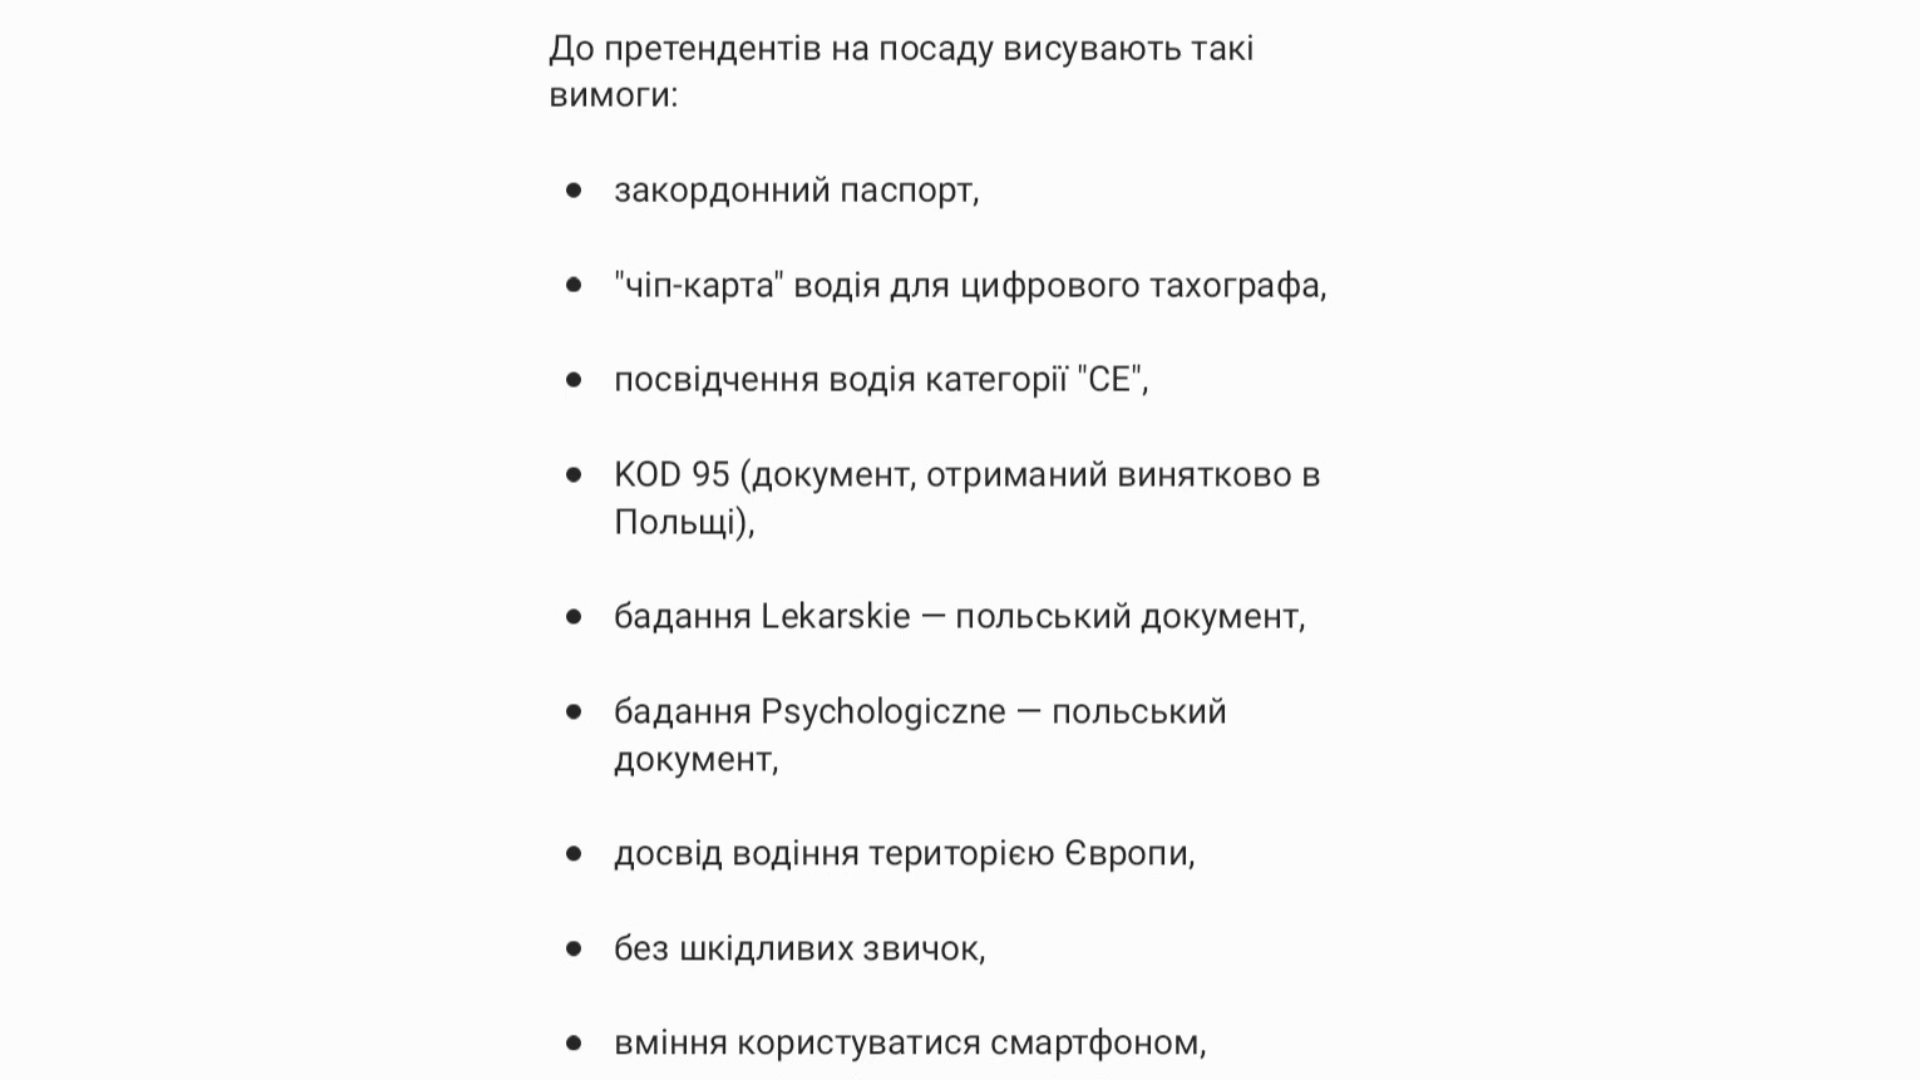 До претендентів на посаду висувають такі
вимоги:
● закордонний паспорт,
● "чіп-карта" водія для цифрового тахографа,
● посвідчення водія категорії "СЕ",
● KOD 95 (документ, отриманий винятково в
Польщі),
● бадання Lekarskie — польський документ,
● бадання Psychologiczne — польський
документ,
● досвід водіння територією Європи,
● без шкідливих звичок,
● вміння користуватися смартфоном,